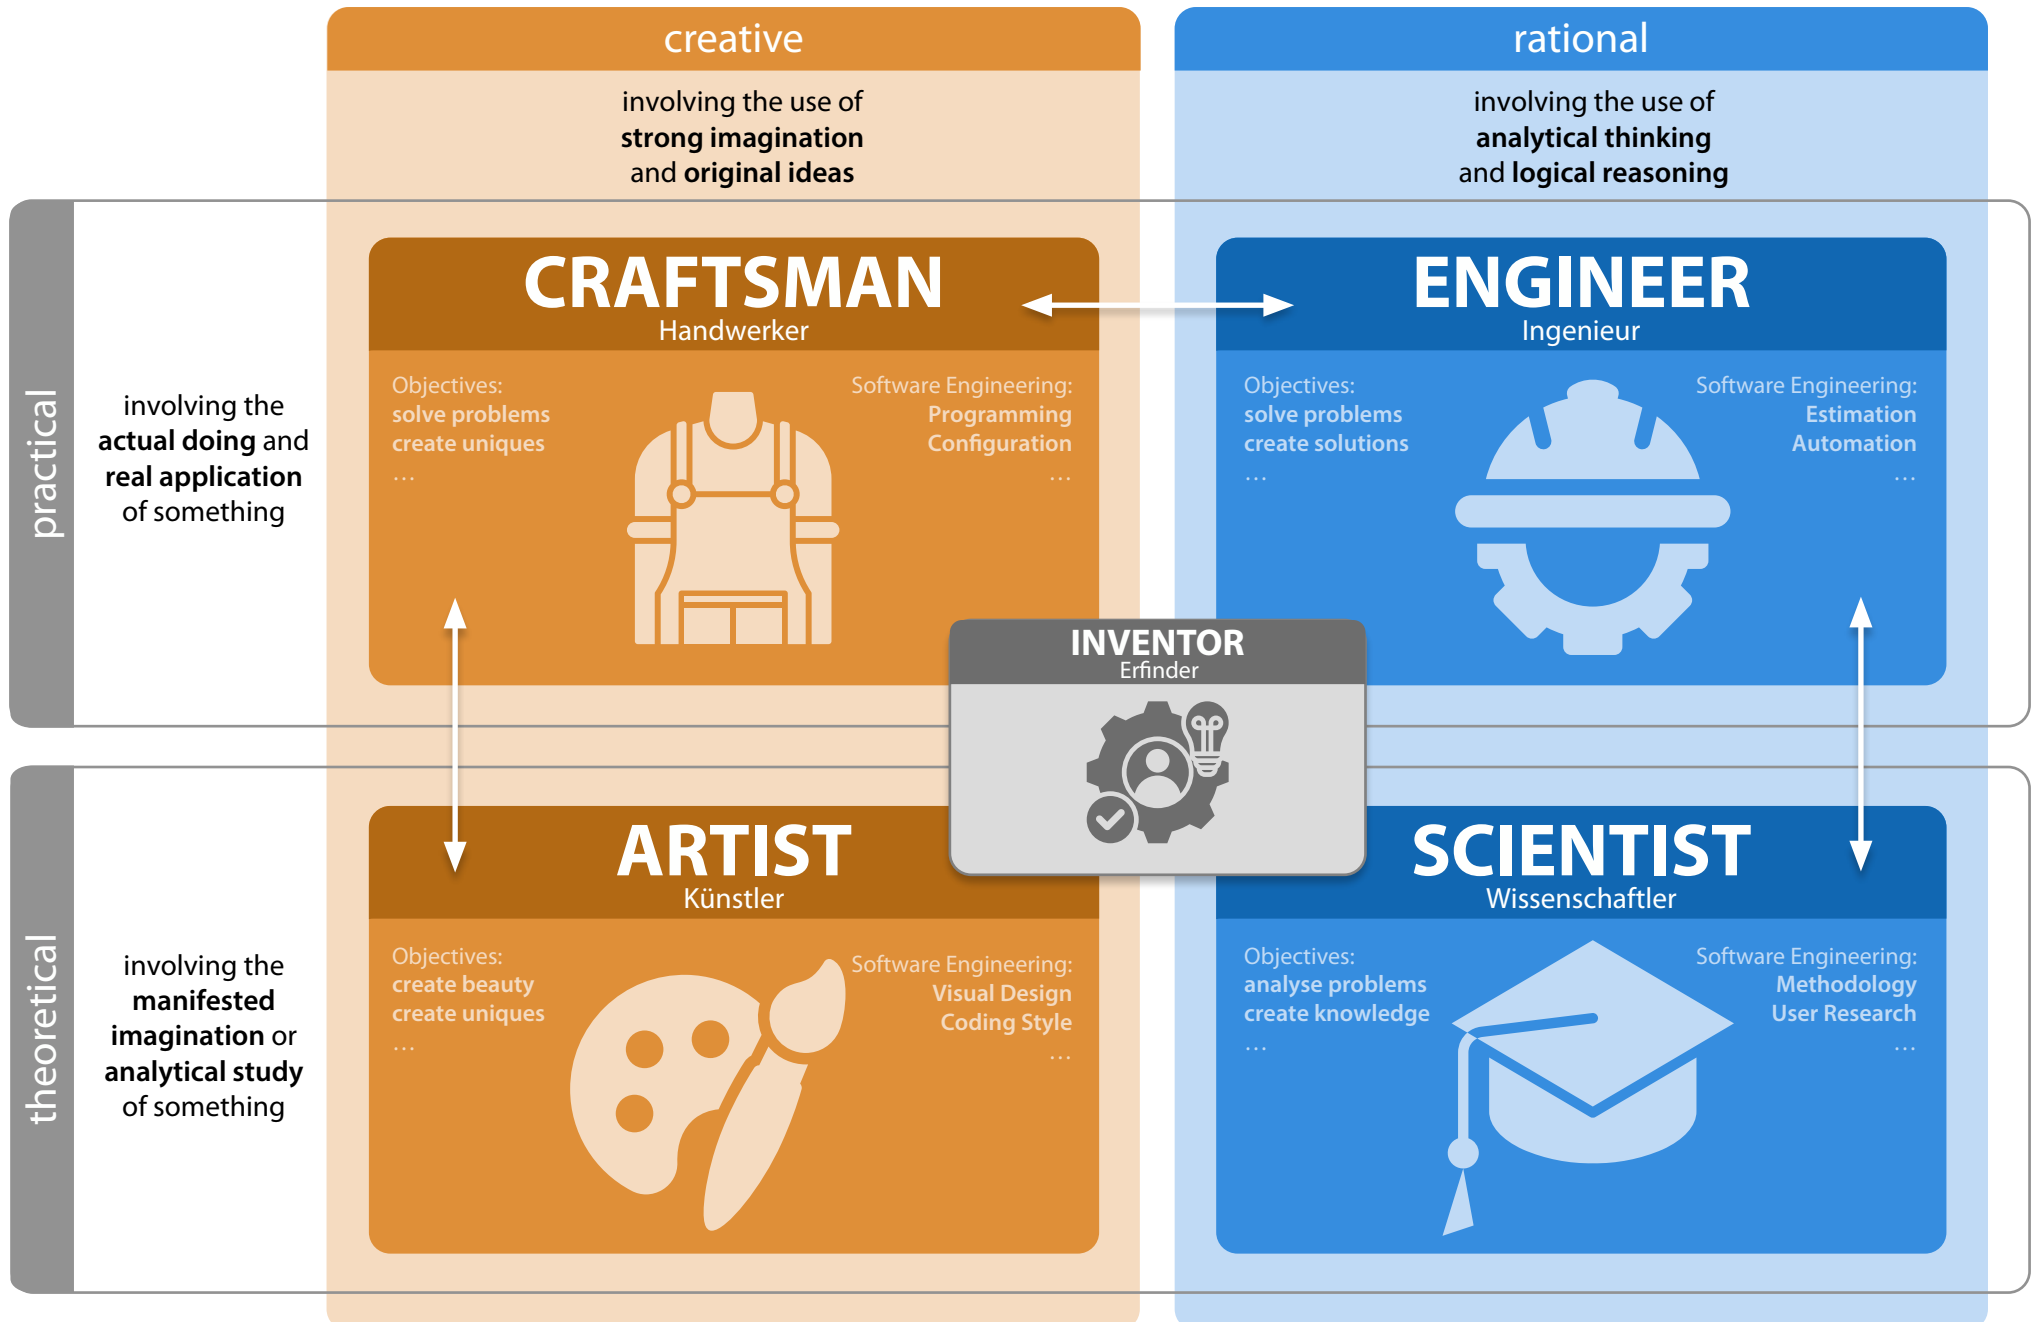 creative
involving the use of
strong imagination
and original ideas
rational
involving the use of
analytical thinking
and logical reasoning
practical
involving the
actual doing and
real application
of something
CRAFTSMAN
Handwerker
Objectives:
solve problems
create uniques
...
Software Engineering:
Programming
Configuration
...
ENGINEER
Ingenieur
Objectives:
solve problems
create solutions
...
Software Engineering:
Estimation
Automation
...
INVENTOR
Erfinder
theoretical
involving the
manifested
imagination or
analytical study
of something
ARTIST
Künstler
Objectives:
create beauty
create uniques
...
Software Engineering:
Visual Design
Coding Style
...
SCIENTIST
Wissenschaftler
Objectives:
analyse problems
create knowledge
...
Software Engineering:
Methodology
User Research
...